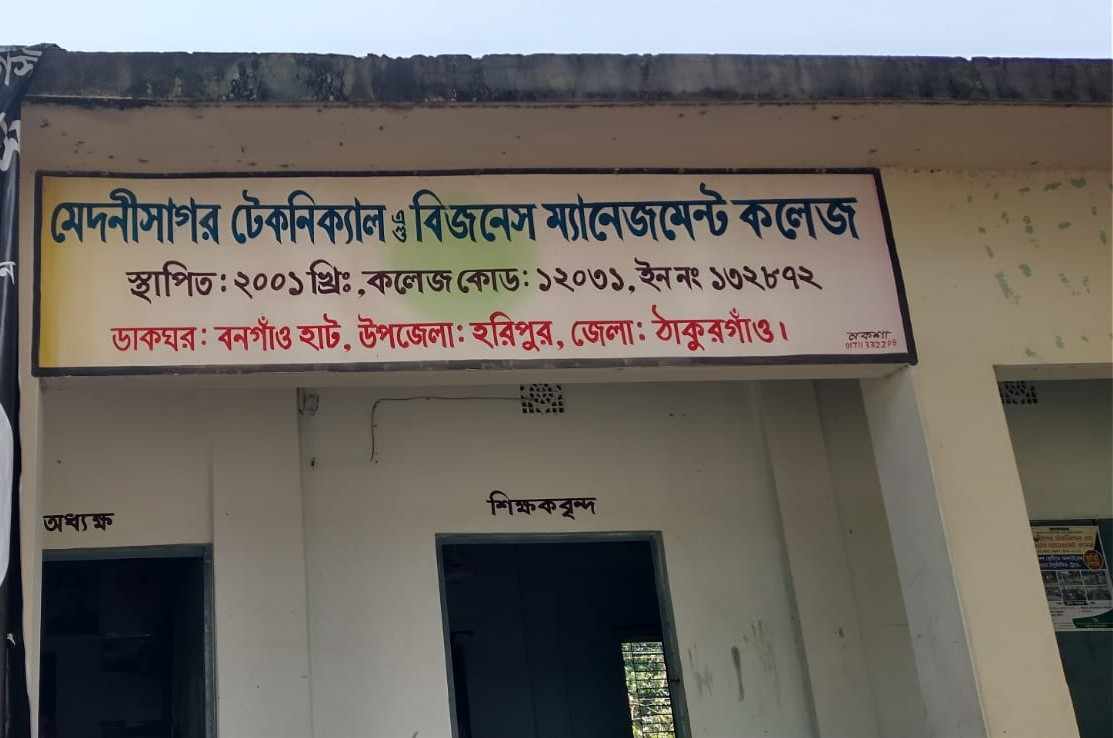 মেদনীসাগর টেকনিক্যাল এন্ড বিজনেস ম্যানেজমেন্ট কলেজ
স্থাপিত: ২০০১ খ্রিঃ, কলেজ কোড: ১২০৩১, ইন নং ১৩২৮৭২
ডাকঘর: বনগাঁও হাট, উপজেলা: হরিপুর, জেলা: ঠাকুরগাঁও।
নকশা
অধ্যক্ষ
শিক্ষকবৃন্দ